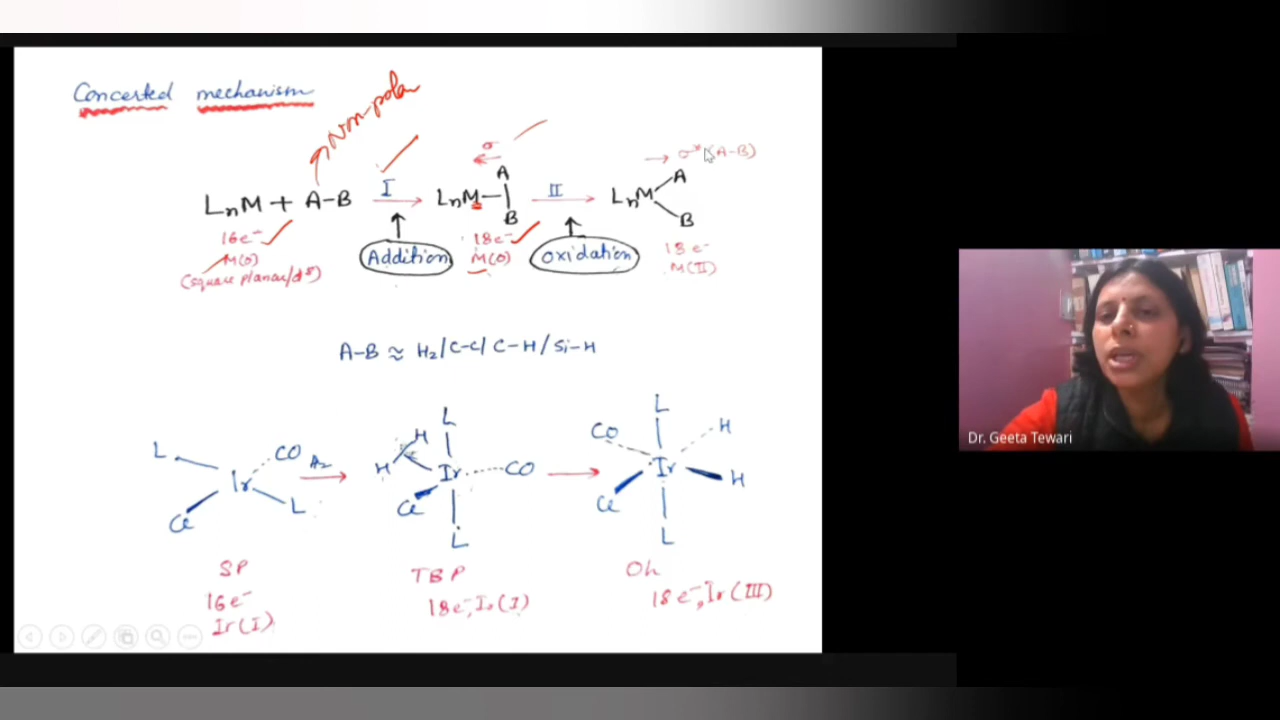 Concerted mechanism
Non-polar
LnM + A-B I LnM A B II LnM A B
σ
σ* (A-B)
16e⁻ 18e⁻ 18e⁻
M(0) Addition M(0) Oxidation M(II)
(square planar/d⁸)
A-B ≈ H₂/C-C/C-H/Si-H
L CO Ir Cl L
H H L Ir CO Cl L
L CO H Ir Cl H L
SP TBP Oh
16e⁻ 18e⁻, Ir(I) 18e⁻, Ir(III)
Ir(I)
Dr. Geeta Tewari